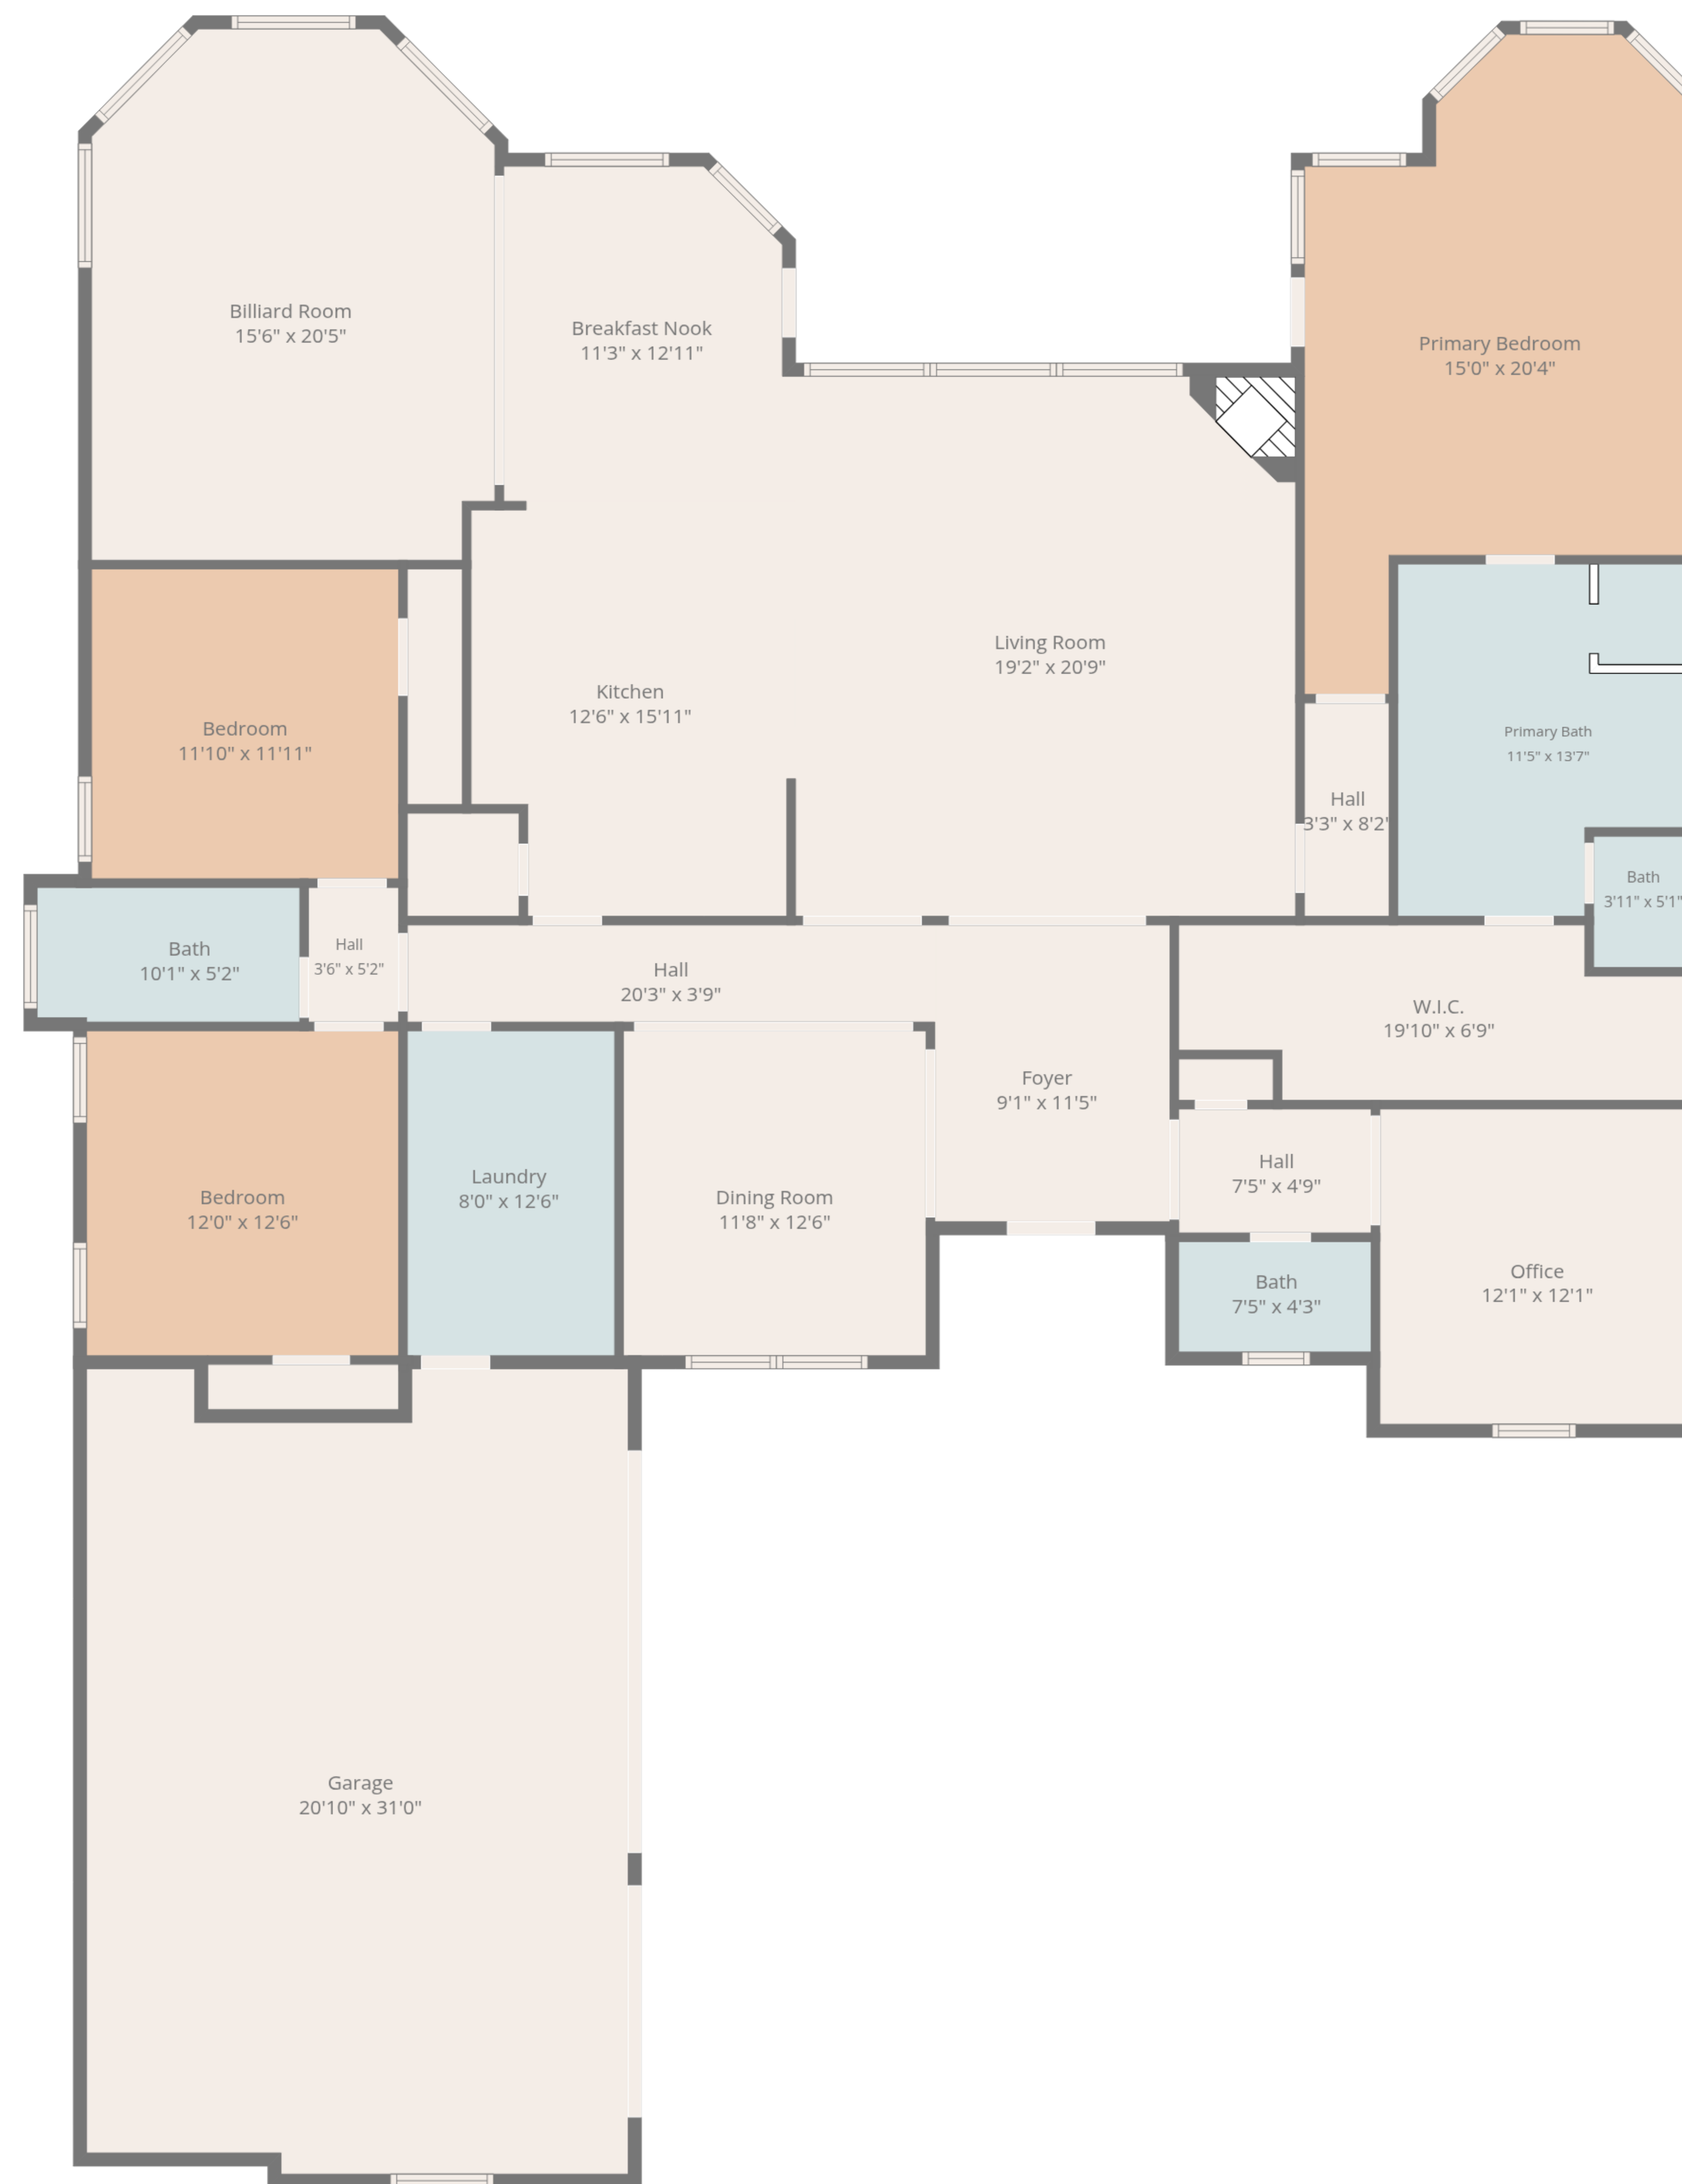 Billiard Room
15'6" x 20'5"
Breakfast Nook
11'3" x 12'11"
Primary Bedroom
15'0" x 20'4"
Living Room
19'2" x 20'9"
Kitchen
12'6" x 15'11"
Bedroom
11'10" x 11'11"
Primary Bath
11'5" x 13'7"
Hall
3'3" x 8'2"
Bath
3'11" x 5'1"
Bath
10'1" x 5'2"
Hall
3'6" x 5'2"
Hall
20'3" x 3'9"
W.I.C.
19'10" x 6'9"
Foyer
9'1" x 11'5"
Hall
7'5" x 4'9"
Laundry
8'0" x 12'6"
Bedroom
12'0" x 12'6"
Dining Room
11'8" x 12'6"
Office
12'1" x 12'1"
Bath
7'5" x 4'3"
Garage
20'10" x 31'0"